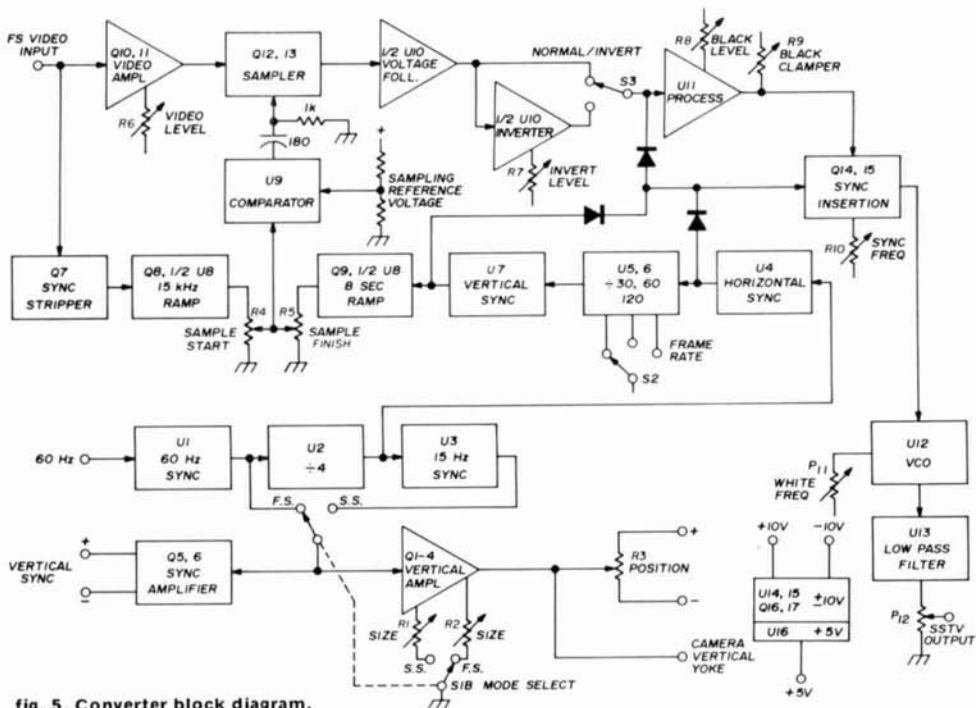 FS VIDEO
INPUT
Q10, 11
VIDEO
AMPL
R6
VIDEO
LEVEL
Q12, 13
SAMPLER
1k
180
U9
COMPARATOR
+
SAMPLING
REFERENCE
VOLTAGE
1/2 U10
VOLTAGE
FOLL.
NORMAL/INVERT
S3
1/2 U10
INVERTER
R7
INVERT
LEVEL
R8
BLACK
LEVEL
R9
BLACK
CLAMPER
U11
PROCESS
Q14, 15
SYNC
INSERTION
R10
SYNC
FREQ
Q7
SYNC
STRIPPER
Q8, 1/2 U8
15 kHz
RAMP
R4
SAMPLE
START
R5
SAMPLE
FINISH
Q9, 1/2 U8
8 SEC
RAMP
U7
VERTICAL
SYNC
U5, 6
÷30, 60
120
FRAME
RATE
S2
U4
HORIZONTAL
SYNC
60 Hz
U1
60 Hz
SYNC
U2
÷4
U3
15 Hz
SYNC
F.S.
S.S.
VERTICAL
SYNC
+
−
Q5, 6
SYNC
AMPLIFIER
Q1-4
VERTICAL
AMPL
R1
SIZE
R2
SIZE
S.S.
F.S.
S1B MODE SELECT
R3
POSITION
+
−
CAMERA
VERTICAL
YOKE
U12
VCO
P11
WHITE
FREQ
+10V
−10V
U14, 15
Q16, 17
±10V
U16
+5V
+5V
U13
LOW PASS
FILTER
P12
SSTV
OUTPUT
fig. 5. Converter block diagram.